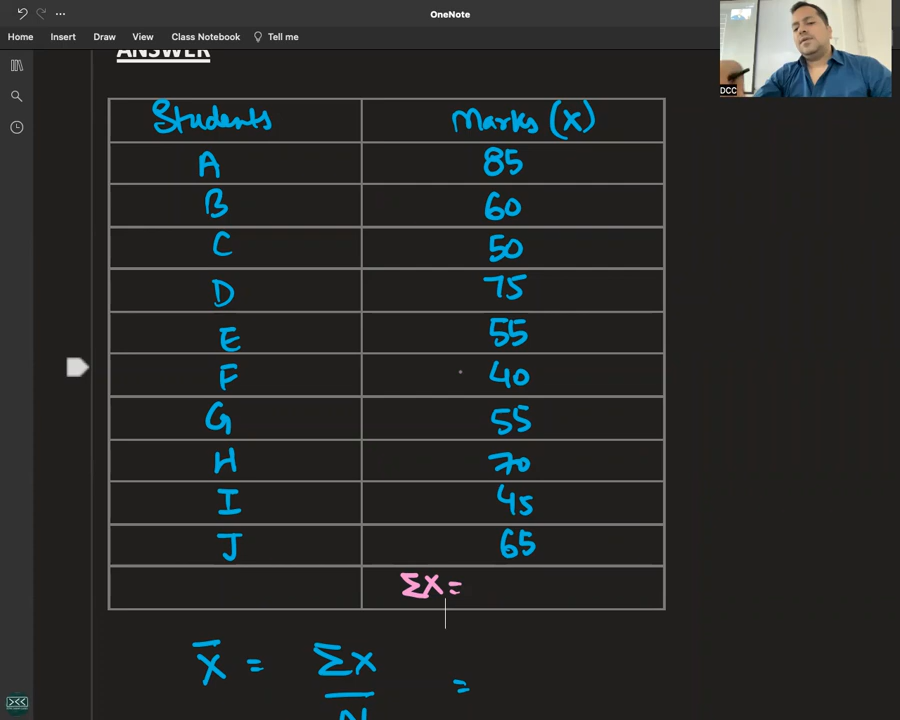 OneNote
Home Insert Draw View Class Notebook Tell me
DCC
ANSWER
Students Marks (X)
A 85
B 60
C 50
D 75
E 55
F 40
G 55
H 70
I 45
J 65
ΣX =
X̄ = ΣX =
N